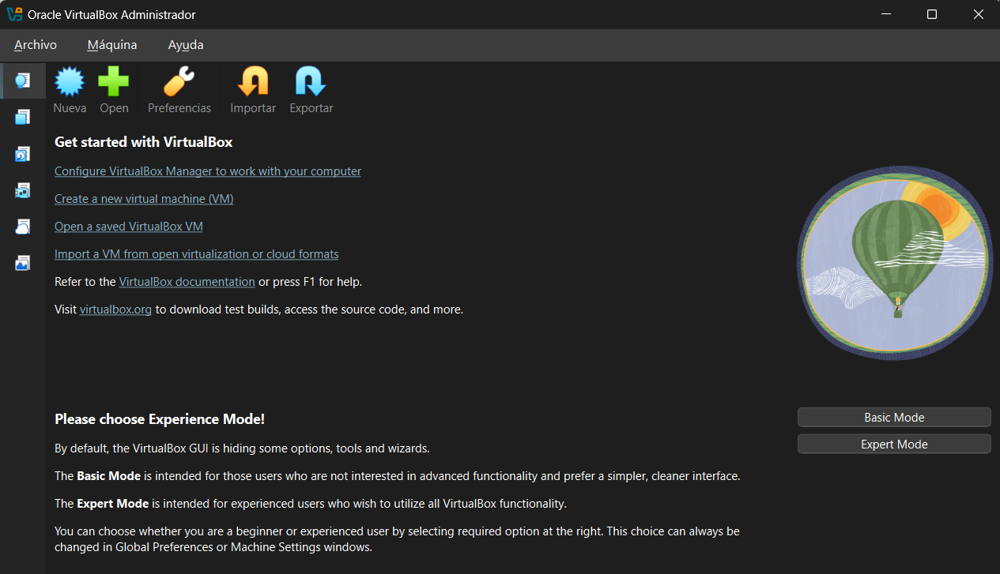 Oracle VirtualBox Administrador
Archivo Máquina Ayuda
Nueva Open Preferencias Importar Exportar
Get started with VirtualBox
Configure VirtualBox Manager to work with your computer
Create a new virtual machine (VM)
Open a saved VirtualBox VM
Import a VM from open virtualization or cloud formats
Refer to the VirtualBox documentation or press F1 for help.
Visit virtualbox.org to download test builds, access the source code, and more.
Please choose Experience Mode!
By default, the VirtualBox GUI is hiding some options, tools and wizards.
The Basic Mode is intended for those users who are not interested in advanced functionality and prefer a simpler, cleaner interface.
The Expert Mode is intended for experienced users who wish to utilize all VirtualBox functionality.
You can choose whether you are a beginner or experienced user by selecting required option at the right. This choice can always be
changed in Global Preferences or Machine Settings windows.
Basic Mode
Expert Mode